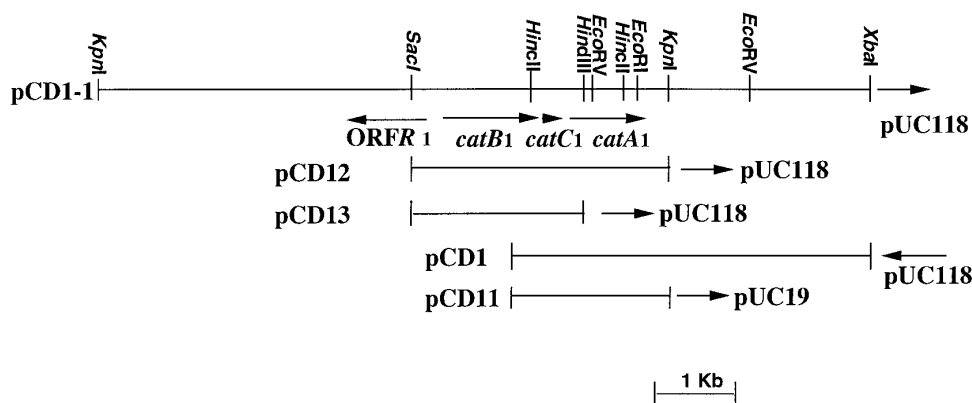 KpnI SacI HincII HindIII EcoRV HincII EcoRI KpnI EcoRV XbaI
pCD1-1
pUC118
ORFR 1 catB1 catC1 catA1
pCD12 pUC118
pCD13 pUC118
pCD1 pUC118
pCD11 pUC19
1 Kb